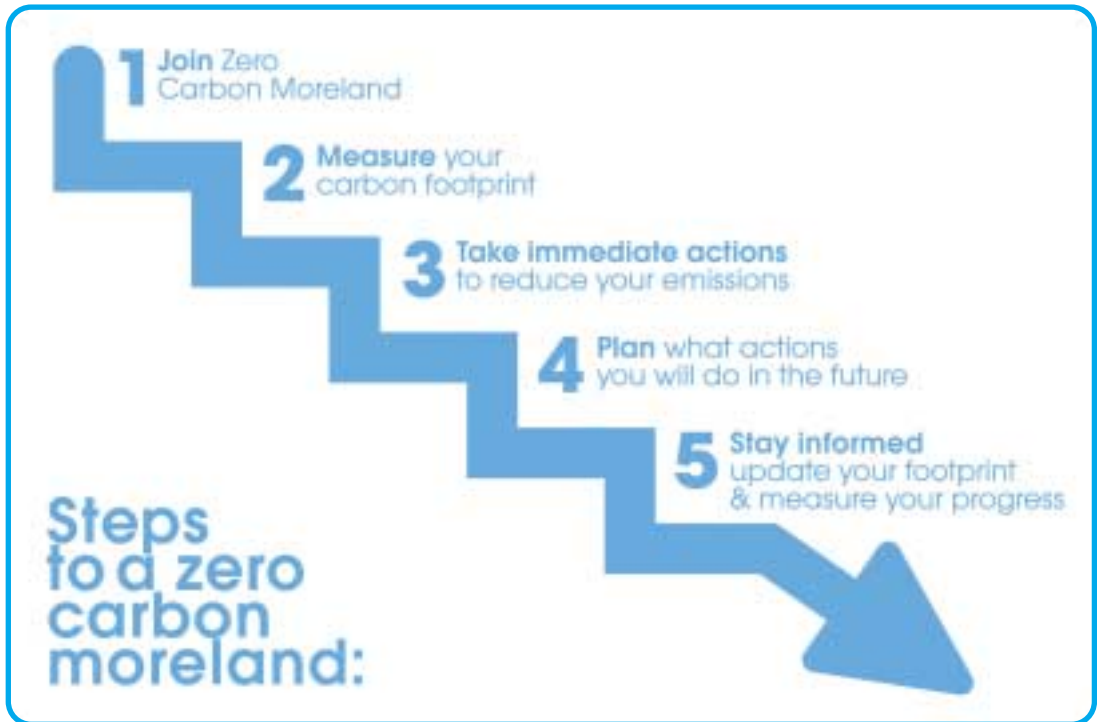 1 Join Zero
Carbon Moreland
2 Measure your
carbon footprint
3 Take immediate actions
to reduce your emissions
4 Plan what actions
you will do in the future
5 Stay informed
update your footprint
& measure your progress
Steps
to a zero
carbon
moreland: